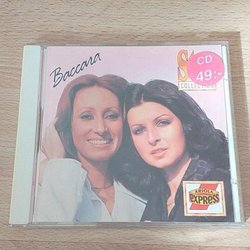 Baccara
CD
49:-
COLLECTION
ARIOLA
EXPRESS